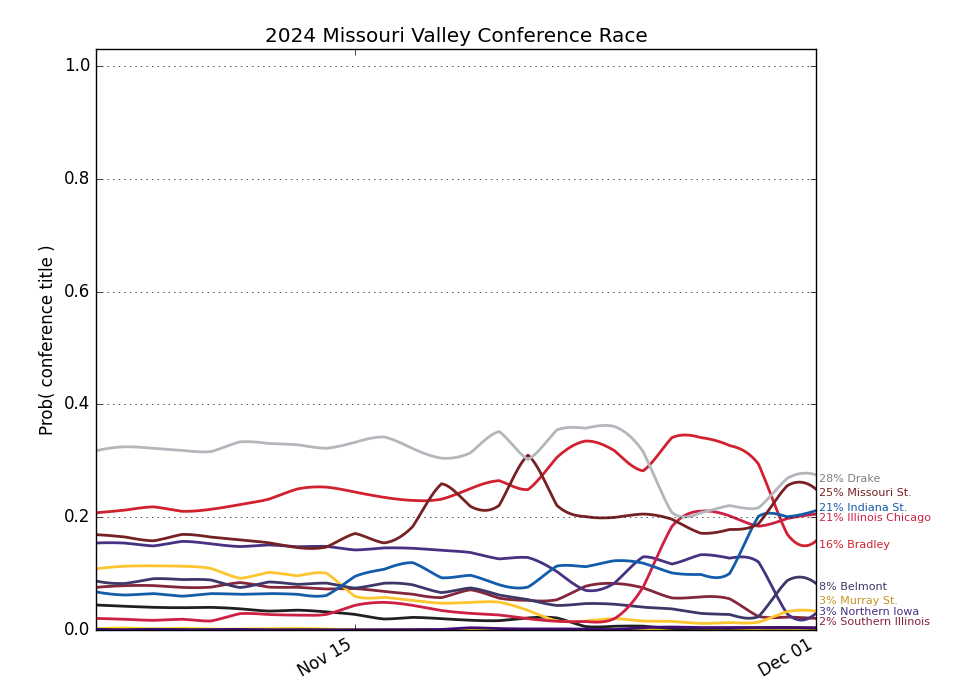 2024 Missouri Valley Conference Race
Prob( conference title )
1.0
0.8
0.6
0.4
0.2
0.0
Nov 15
Dec 01
28% Drake
25% Missouri St.
21% Indiana St.
21% Illinois Chicago
16% Bradley
8% Belmont
3% Murray St.
3% Northern Iowa
2% Southern Illinois